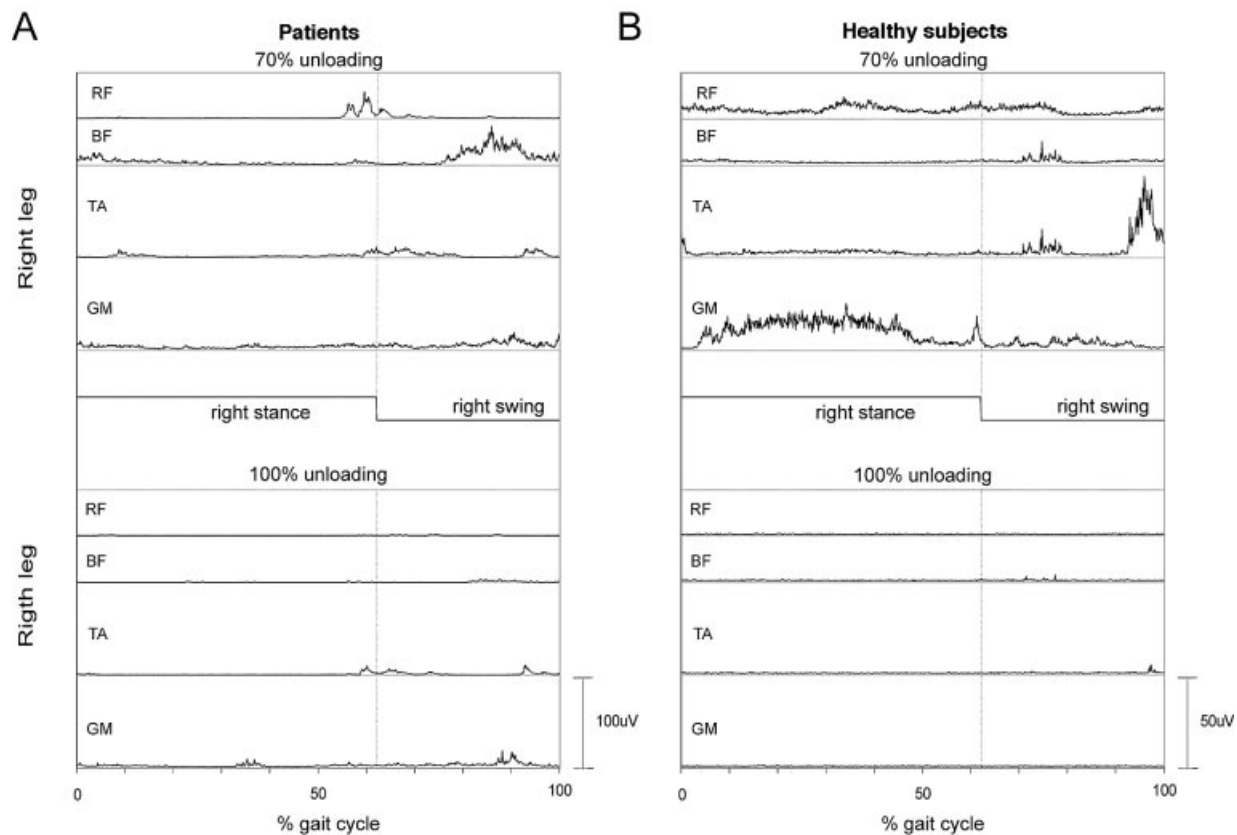 A
Patients
70% unloading
RF
BF
TA
GM
Right leg
right stance
right swing
100% unloading
RF
BF
TA
GM
Rigth leg
100uV
0
50
100
% gait cycle
B
Healthy subjects
70% unloading
RF
BF
TA
GM
right stance
right swing
100% unloading
RF
BF
TA
GM
50uV
0
50
100
% gait cycle